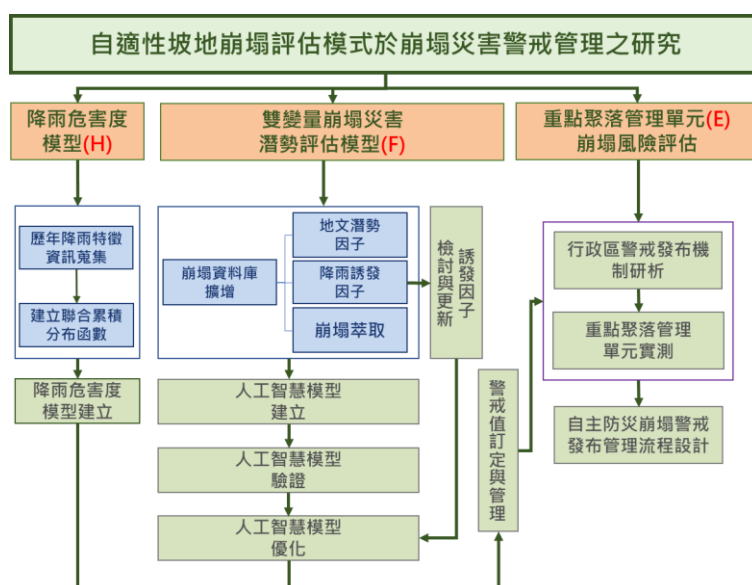 自適性坡地崩塌評估模式於崩塌災害警戒管理之研究
降雨危害度
模型(H)
雙變量崩塌災害
潛勢評估模型(F)
重點聚落管理單元(E)
崩塌風險評估
歷年降雨特徵
資訊蒐集
建立聯合累積
分布函數
降雨危害度
模型建立
崩塌資料庫
擴增
地文潛勢
因子
降雨誘發
因子
崩塌萃取
誘發因子
檢討與更新
人工智慧模型
建立
人工智慧模型
驗證
人工智慧模型
優化
警戒值訂定與管理
行政區警戒發布機
制研析
重點聚落管理
單元實測
自主防災崩塌警戒
發布管理流程設計